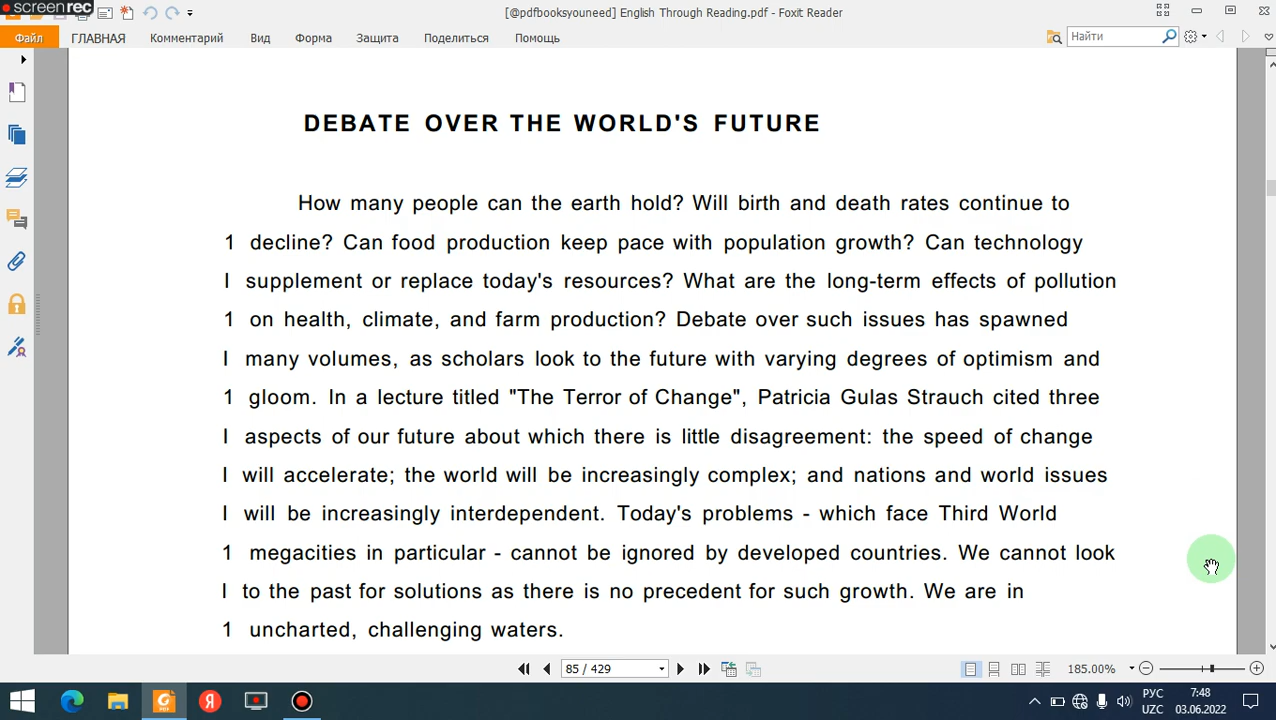 screenrec
[@pdfbooksyouneed] English Through Reading.pdf - Foxit Reader
Файл ГЛАВНАЯ Комментарий Вид Форма Защита Поделиться Помощь Найти
DEBATE OVER THE WORLD'S FUTURE
How many people can the earth hold? Will birth and death rates continue to
1 decline? Can food production keep pace with population growth? Can technology
I supplement or replace today's resources? What are the long-term effects of pollution
1 on health, climate, and farm production? Debate over such issues has spawned
I many volumes, as scholars look to the future with varying degrees of optimism and
1 gloom. In a lecture titled "The Terror of Change", Patricia Gulas Strauch cited three
I aspects of our future about which there is little disagreement: the speed of change
I will accelerate; the world will be increasingly complex; and nations and world issues
I will be increasingly interdependent. Today's problems - which face Third World
1 megacities in particular - cannot be ignored by developed countries. We cannot look
I to the past for solutions as there is no precedent for such growth. We are in
1 uncharted, challenging waters.
85 / 429 185.00%
РУС 7:48
UZC 03.06.2022